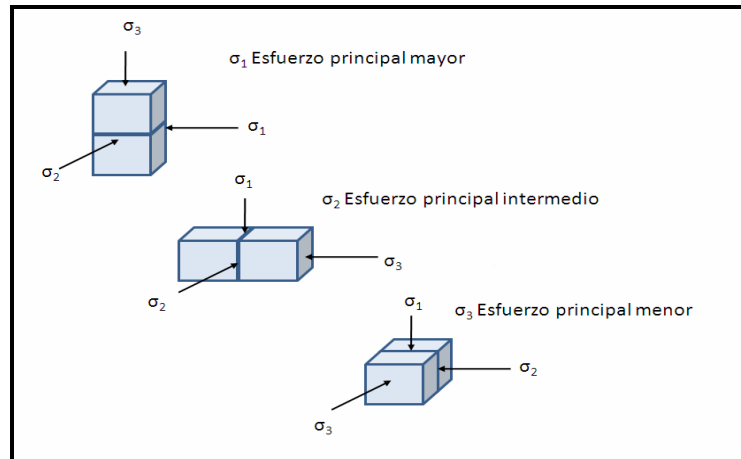 σ3
σ1 Esfuerzo principal mayor
σ1
σ2
σ1
σ2 Esfuerzo principal intermedio
σ3
σ2
σ1
σ3 Esfuerzo principal menor
σ2
σ3